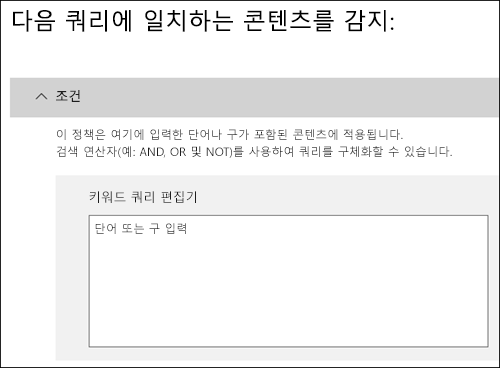 다음 쿼리에 일치하는 콘텐츠를 감지:
조건
이 정책은 여기에 입력한 단어나 구가 포함된 콘텐츠에 적용됩니다.
검색 연산자(예: AND, OR 및 NOT)를 사용하여 쿼리를 구체화할 수 있습니다.
키워드 쿼리 편집기
단어 또는 구 입력